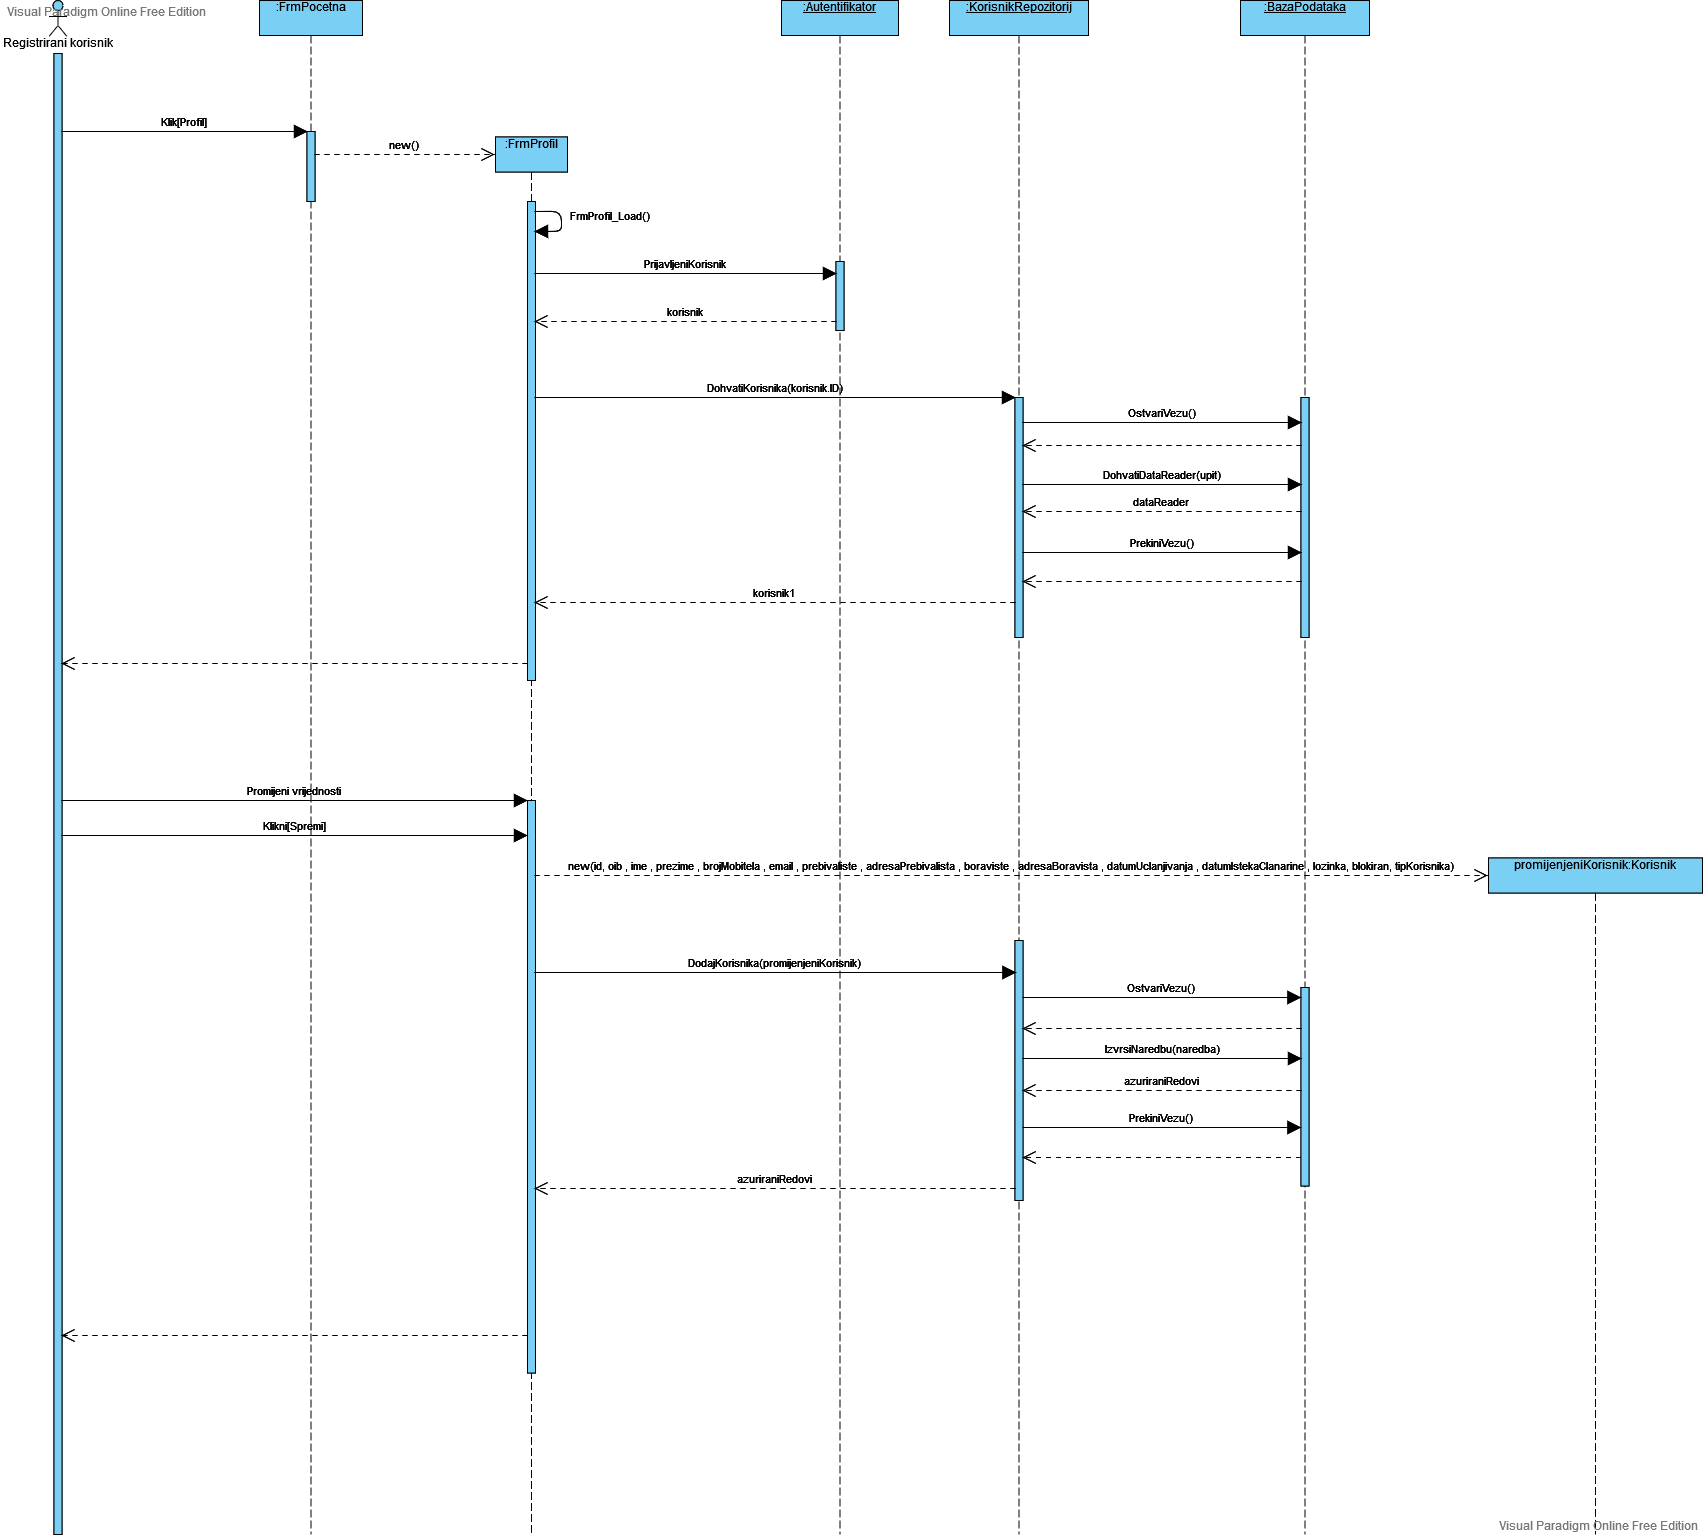 Visual Paradigm Online Free Edition
Registrirani korisnik
:FrmPocetna
:Autentifikator
:KorisnikRepozitorij
:BazaPodataka
Klik[Profil]
new()
:FrmProfil
FrmProfil_Load()
PrijavljeniKorisnik
korisnik
DohvatiKorisnika(korisnik.ID)
OstvariVezu()
DohvatiDataReader(upit)
dataReader
PrekiniVezu()
korisnik1
Promijeni vrijednosti
Klikni[Spremi]
new(id, oib , ime , prezime , brojMobitela , email , prebivaliste , adresaPrebivalista , boraviste , adresaBoravista , datumUclanjivanja , datumIstekaClanarine , lozinka, blokiran, tipKorisnika)
promijenjeniKorisnik:Korisnik
DodajKorisnika(promijenjeniKorisnik)
OstvariVezu()
IzvrsiNaredbu(naredba)
azuriraniRedovi
PrekiniVezu()
azuriraniRedovi
Visual Paradigm Online Free Edition